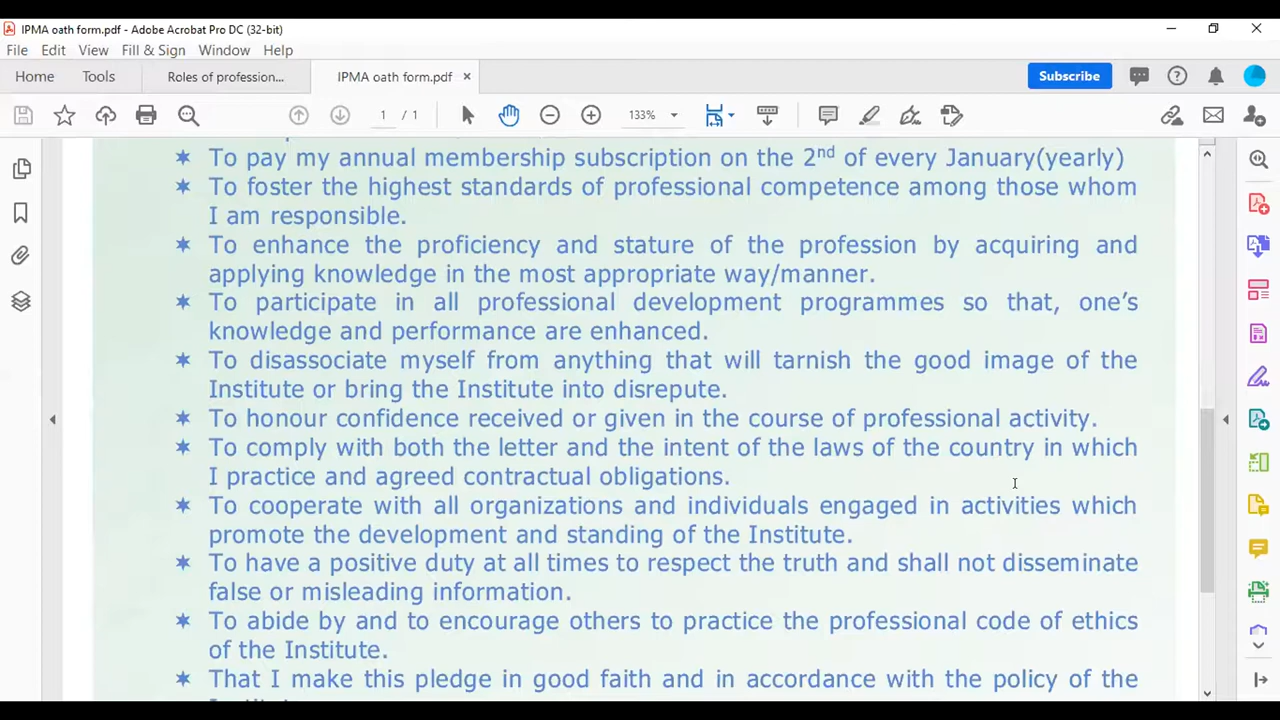 IPMA oath form.pdf - Adobe Acrobat Pro DC (32-bit)
File Edit View Fill & Sign Window Help
Home Tools Roles of profession... IPMA oath form.pdf × Subscribe
1 / 1 133%
✶ To pay my annual membership subscription on the 2nd of every January(yearly)
✶ To foster the highest standards of professional competence among those whom
I am responsible.
✶ To enhance the proficiency and stature of the profession by acquiring and
applying knowledge in the most appropriate way/manner.
✶ To participate in all professional development programmes so that, one's
knowledge and performance are enhanced.
✶ To disassociate myself from anything that will tarnish the good image of the
Institute or bring the Institute into disrepute.
✶ To honour confidence received or given in the course of professional activity.
✶ To comply with both the letter and the intent of the laws of the country in which
I practice and agreed contractual obligations.
✶ To cooperate with all organizations and individuals engaged in activities which
promote the development and standing of the Institute.
✶ To have a positive duty at all times to respect the truth and shall not disseminate
false or misleading information.
✶ To abide by and to encourage others to practice the professional code of ethics
of the Institute.
✶ That I make this pledge in good faith and in accordance with the policy of the